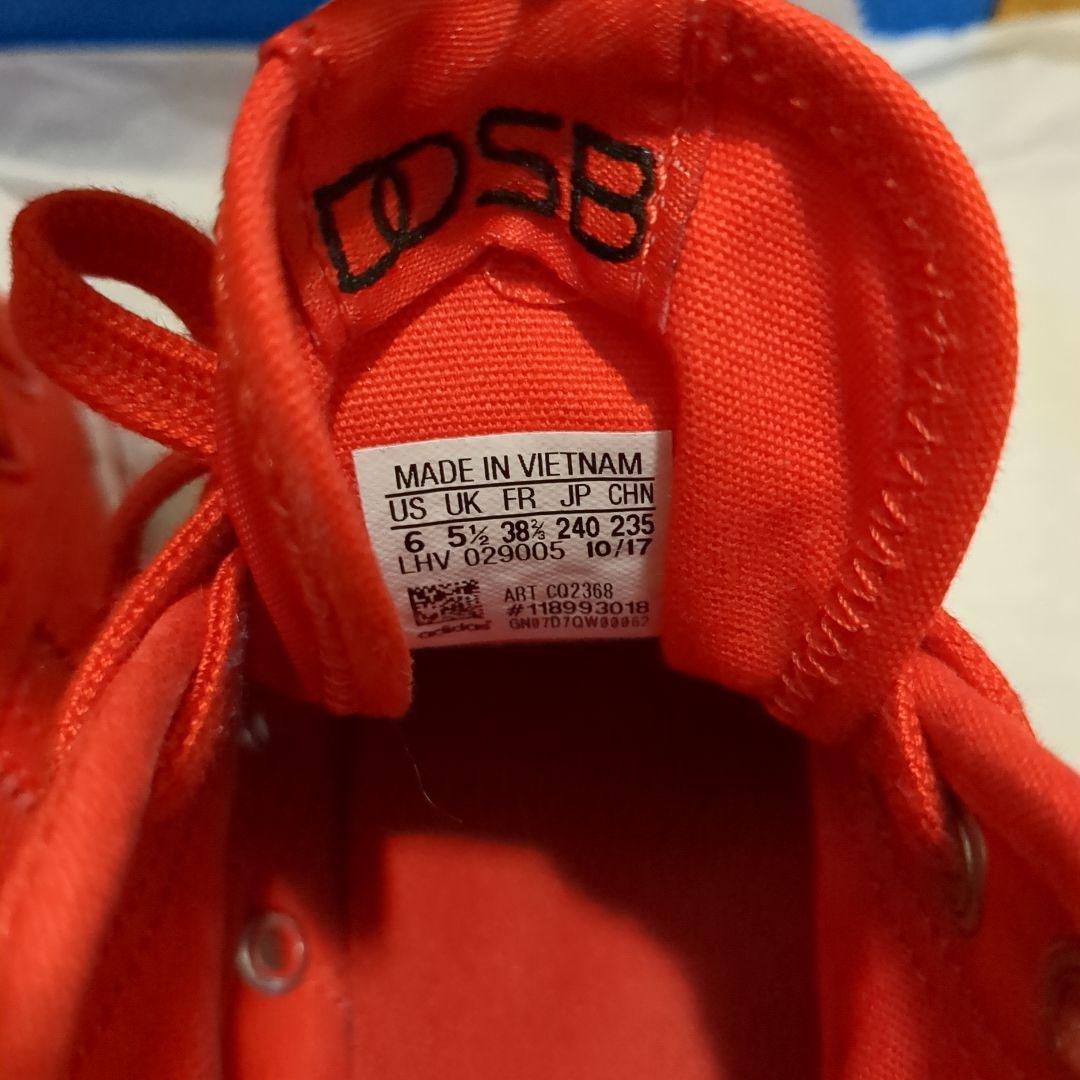 DOSB
MADE IN VIETNAM
US UK FR JP CHN
6 5½ 38⅔ 240 235
LHV 029005 10/17
ART CQ2368
#118993018
GN07D7QW00062
adidas